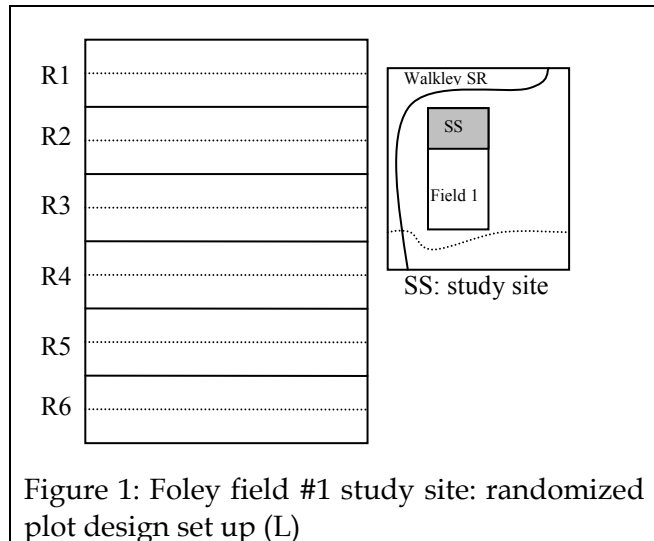 R1
R2
R3
R4
R5
R6
Walkley SR
SS
Field 1
SS: study site
Figure 1: Foley field #1 study site: randomized
plot design set up (L)